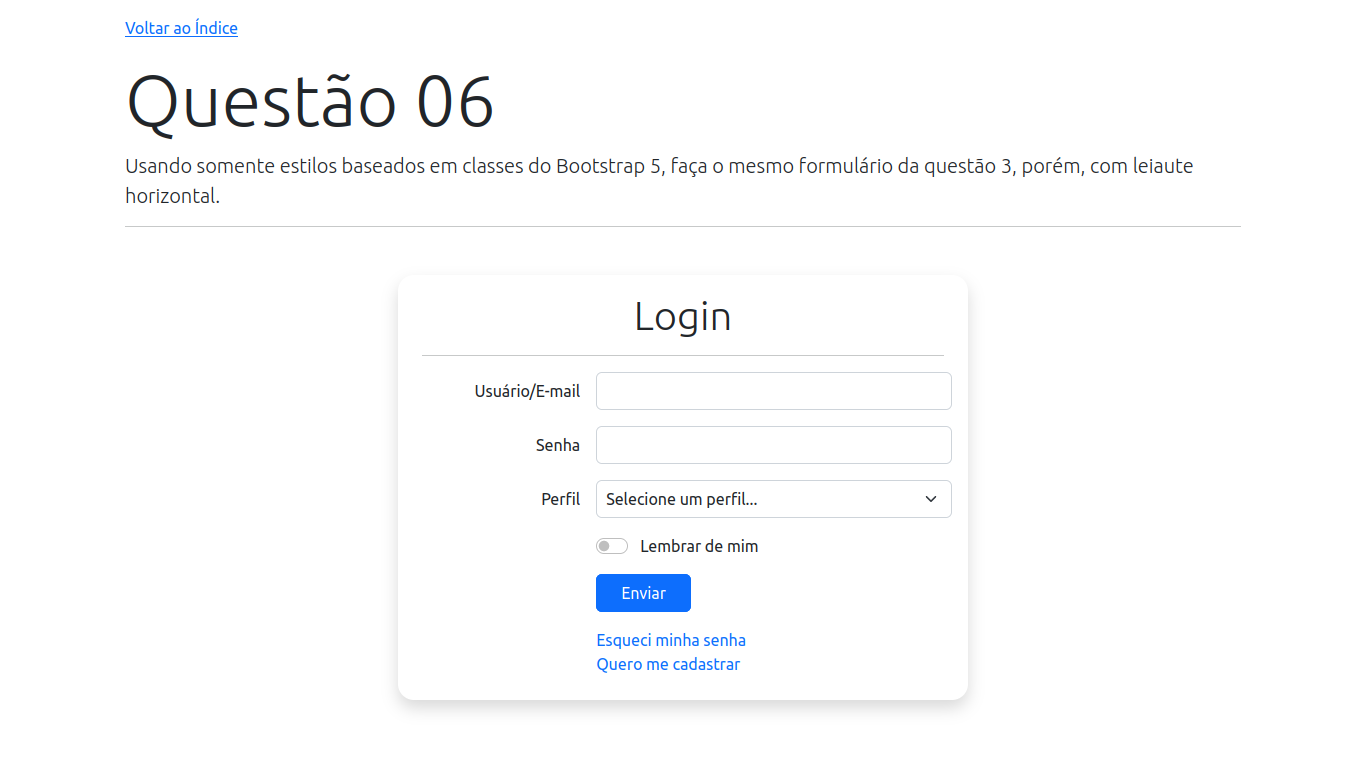 Voltar ao Índice
Questão 06
Usando somente estilos baseados em classes do Bootstrap 5, faça o mesmo formulário da questão 3, porém, com leiaute
horizontal.
Login
Usuário/E-mail
Senha
Perfil Selecione um perfil...
Lembrar de mim
Enviar
Esqueci minha senha
Quero me cadastrar